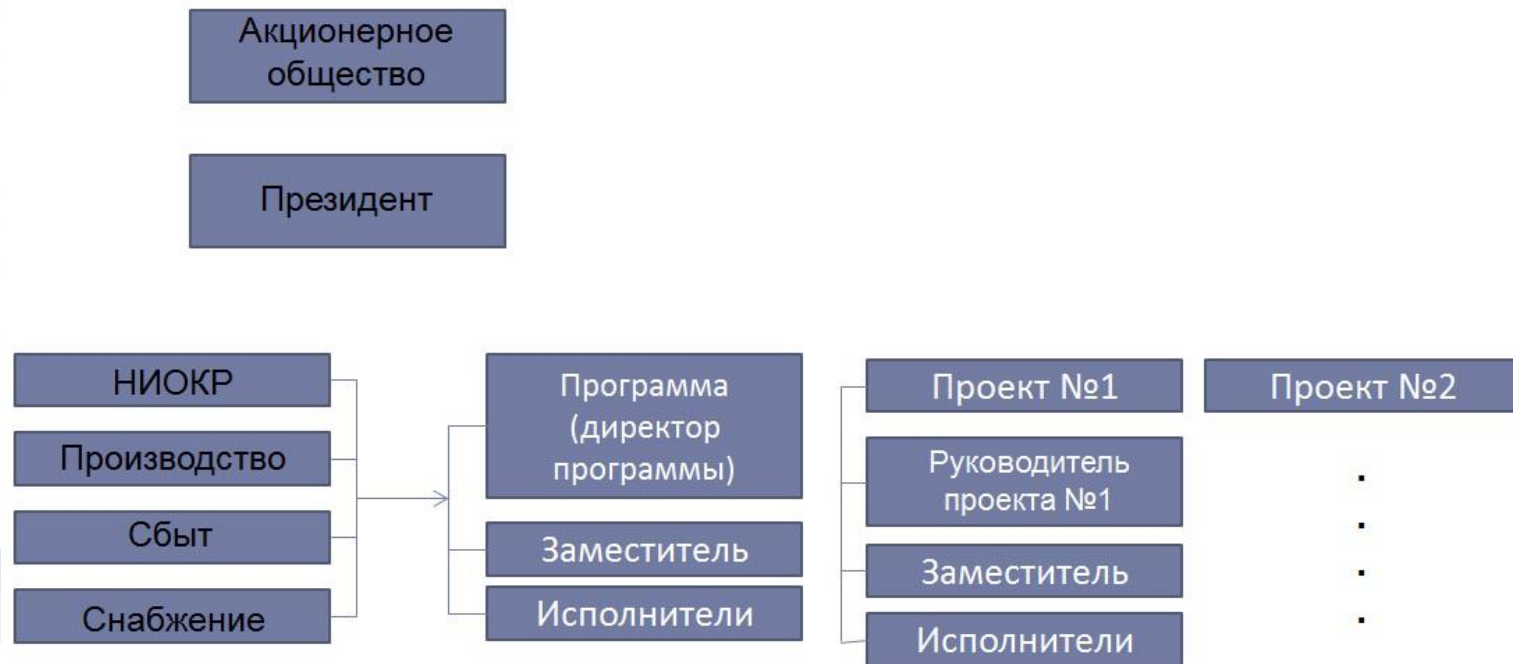 Акционерное
общество
Президент
НИОКР
Производство
Сбыт
Снабжение
Программа
(директор
программы)
Заместитель
Исполнители
Проект №1
Руководитель
проекта №1
Заместитель
Исполнители
Проект №2
.
.
.
.